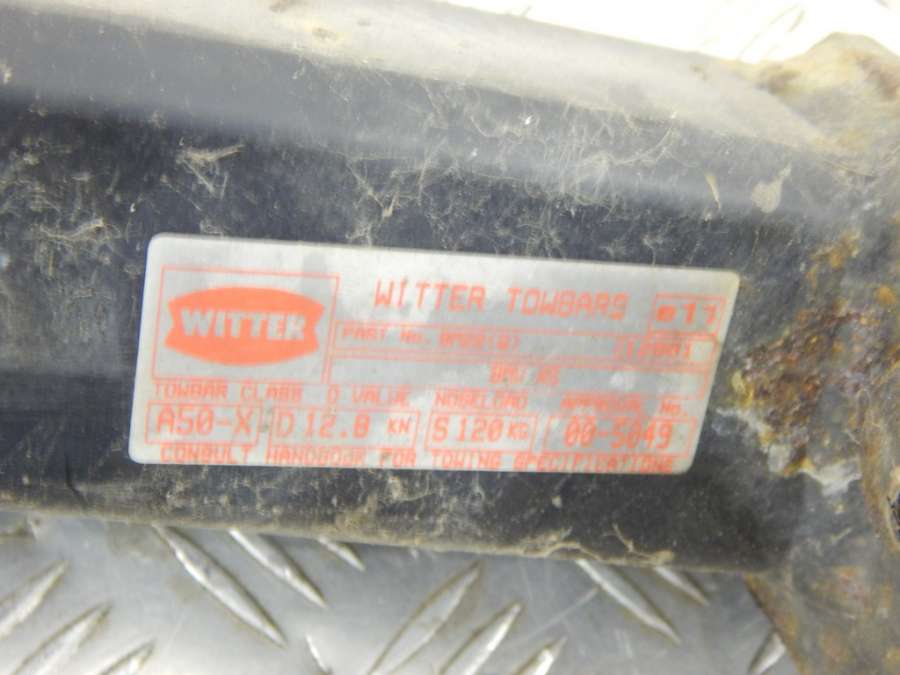 WITTER
WITTER TOWBARS
e11
PART No.
TOWBAR CLASS D VALUE NOSELOAD APPROVAL No.
A50-X D 12.8 KN S 120 KG 00-5049
CONSULT HANDBOOK FOR TOWING SPECIFICATIONS